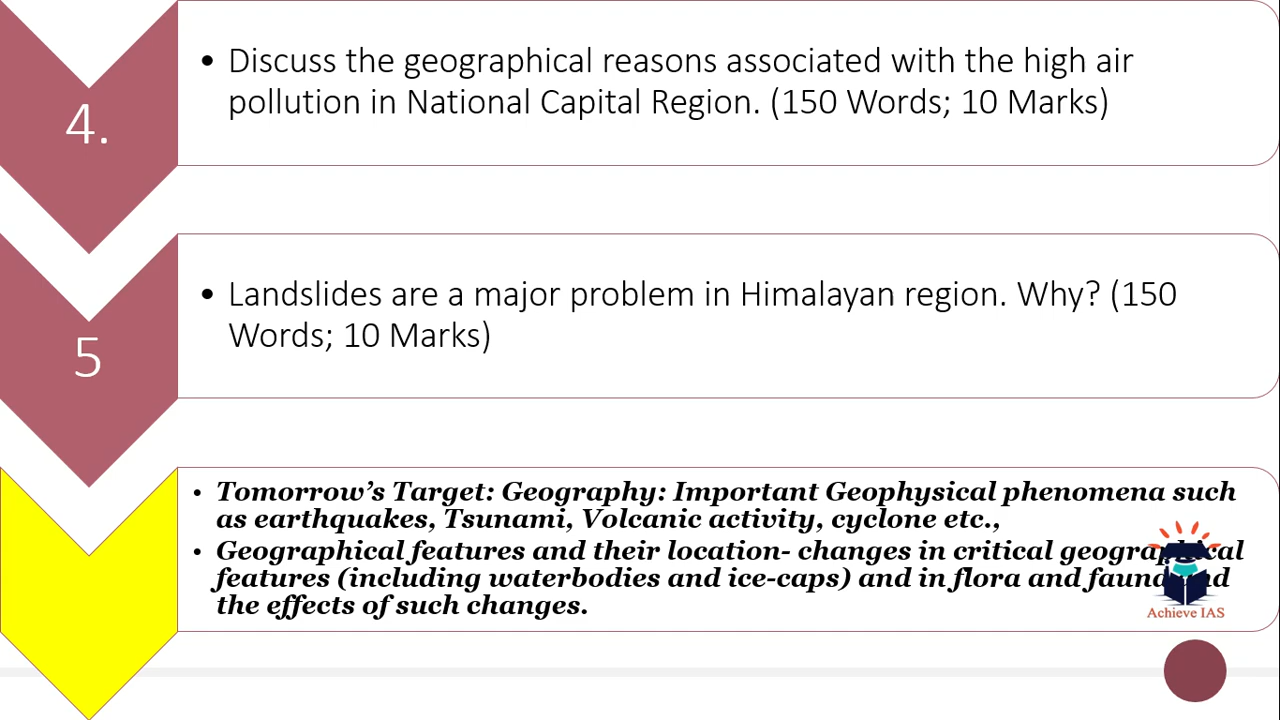 4.
• Discuss the geographical reasons associated with the high air
pollution in National Capital Region. (150 Words; 10 Marks)
5
• Landslides are a major problem in Himalayan region. Why? (150
Words; 10 Marks)
• Tomorrow’s Target: Geography: Important Geophysical phenomena such
as earthquakes, Tsunami, Volcanic activity, cyclone etc.,
• Geographical features and their location- changes in critical geographical
features (including waterbodies and ice-caps) and in flora and fauna and
the effects of such changes.
Achieve IAS